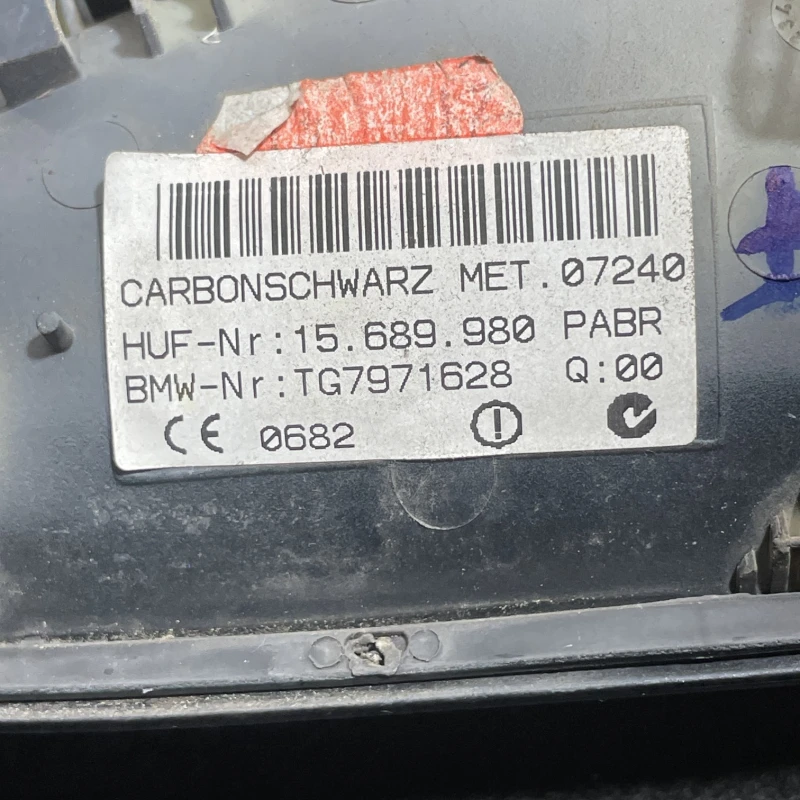 CARBONSCHWARZ MET. 07240
HUF-Nr:15.689.980 PABR
BMW-Nr:TG7971628 Q:00
CE 0682